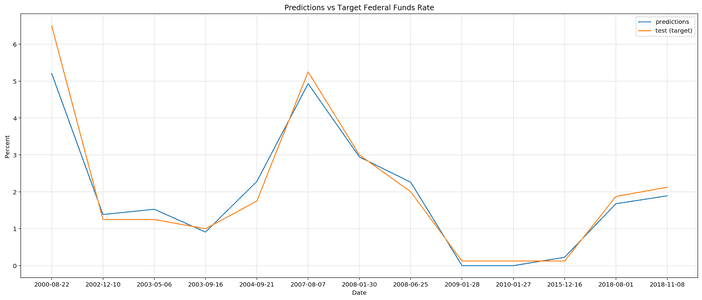 Predictions vs Target Federal Funds Rate
predictions
test (target)
Percent
6
5
4
3
2
1
0
2000-08-22 2002-12-10 2003-05-06 2003-09-16 2004-09-21 2007-08-07 2008-01-30 2008-06-25 2009-01-28 2010-01-27 2015-12-16 2018-08-01 2018-11-08
Date